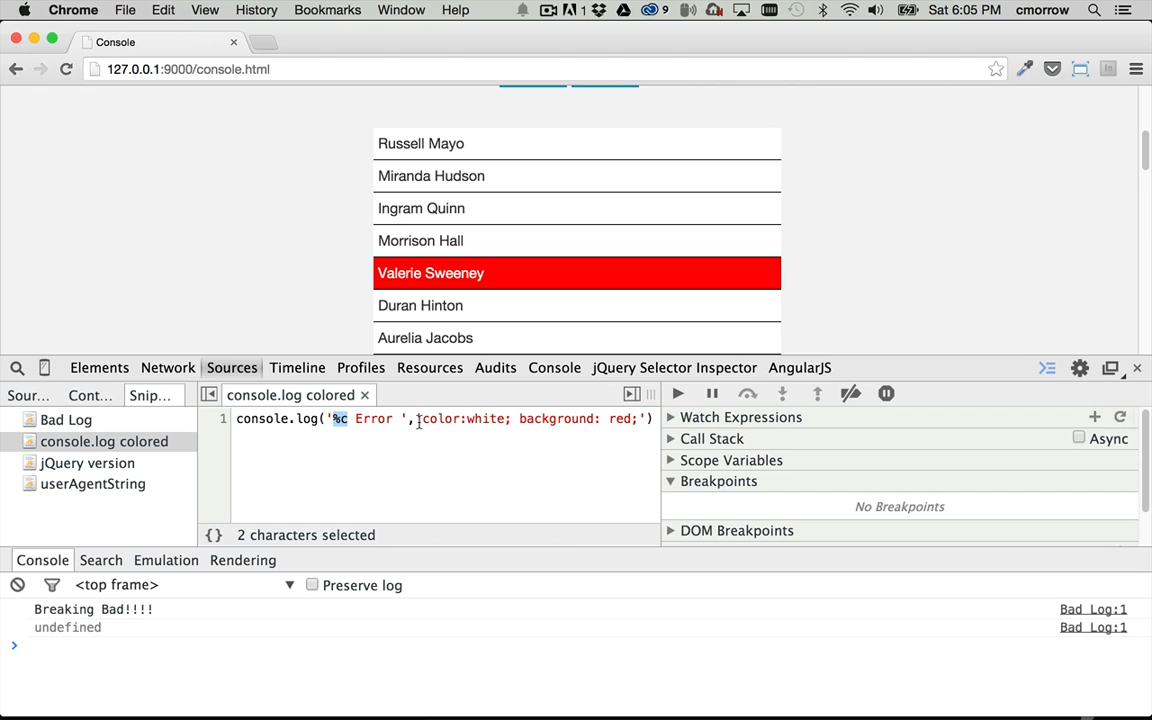 Chrome File Edit View History Bookmarks Window Help 1 9 Sat 6:05 PM cmorrow
Console
127.0.0.1:9000/console.html
Russell Mayo
Miranda Hudson
Ingram Quinn
Morrison Hall
Valerie Sweeney
Duran Hinton
Aurelia Jacobs
Elements Network Sources Timeline Profiles Resources Audits Console jQuery Selector Inspector AngularJS
Sour... Cont... Snip... console.log colored
Bad Log
console.log colored
jQuery version
userAgentString
1 console.log('%c Error ', 'color:white; background: red;')
{} 2 characters selected
Watch Expressions
Call Stack Async
Scope Variables
Breakpoints
No Breakpoints
DOM Breakpoints
Console Search Emulation Rendering
<top frame> Preserve log
Breaking Bad!!!! Bad Log:1
undefined Bad Log:1